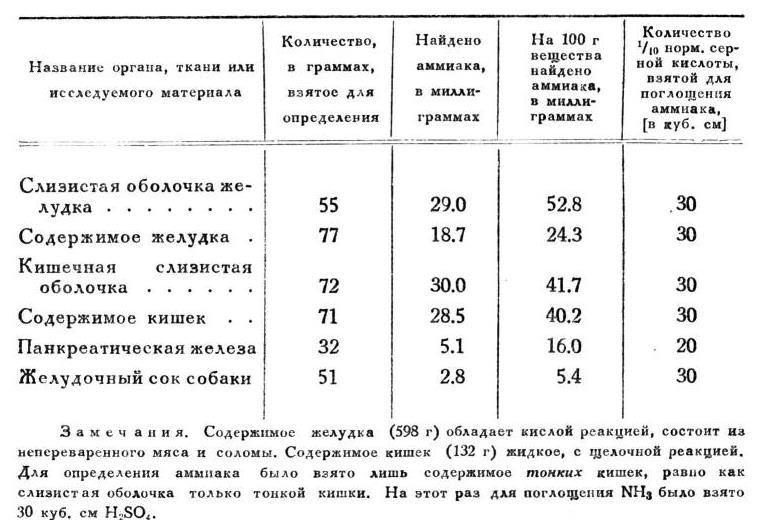 Название органа, ткани или исследуемого материала | Количество, в граммах, взятое для определения | Найдено аммиака, в миллиграммах | На 100 г вещества найдено аммиака, в миллиграммах | Количество 1/10 норм. серной кислоты, взятой для поглощения аммиака, [в куб. см]
Слизистая оболочка же-
лудка . . . . . . . . 55 29.0 52.8 30
Содержимое желудка . 77 18.7 24.3 30
Кишечная слизистая
оболочка . . . . . . 72 30.0 41.7 30
Содержимое кишек . . 71 28.5 40.2 30
Панкреатическая железа 32 5.1 16.0 20
Желудочный сок собаки 51 2.8 5.4 30
Замечания. Содержимое желудка (598 г) обладает кислой реакцией, состоит из
непереваренного мяса и соломы. Содержимое кишек (132 г) жидкое, с щелочной реакцией.
Для определения аммиака было взято лишь содержимое тонких кишек, равно как
слизистая оболочка только тонкой кишки. На этот раз для поглощения NH₃ было взято
30 куб. см H₂SO₄.